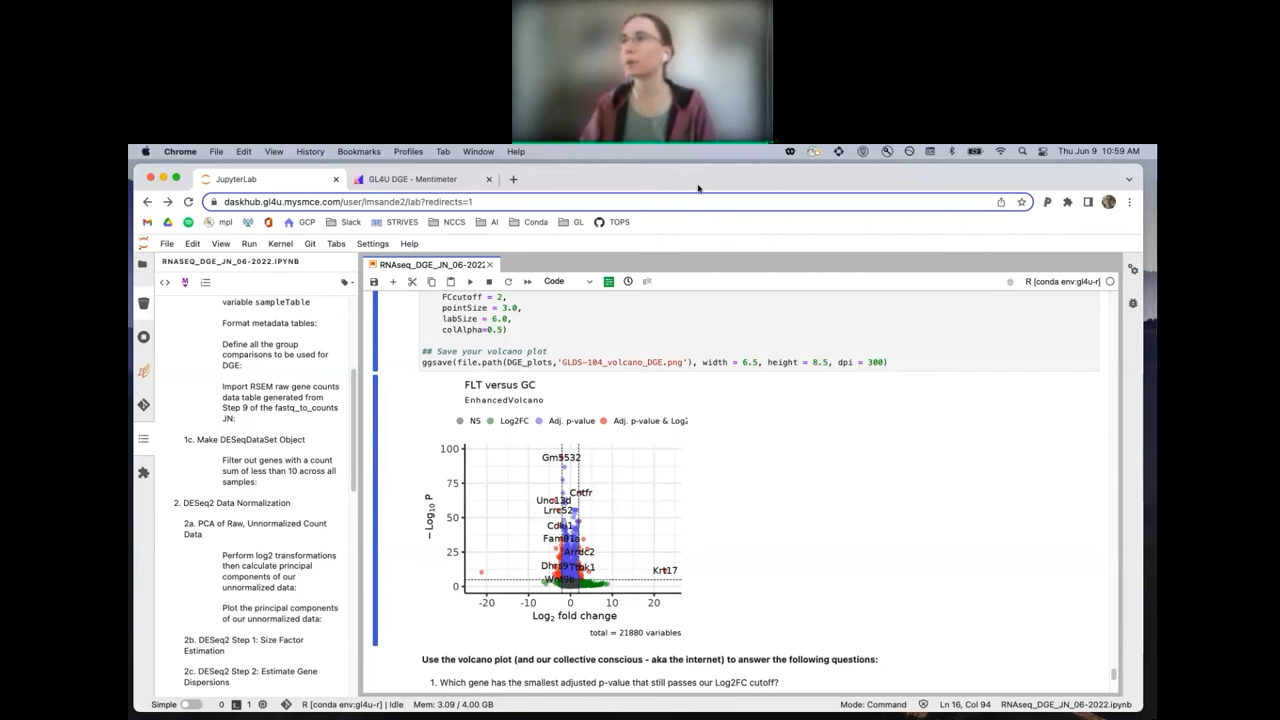 Chrome File Edit View History Bookmarks Profiles Tab Window Help Thu Jun 9 10:59 AM
JupyterLab GL4U DGE - Mentimeter
daskhub.gl4u.mysmce.com/user/lmsande2/lab?redirects=1
mpl GCP Slack STRIVES NCCS AI Conda GL TOPS
File Edit View Run Kernel Git Tabs Settings Help
RNASEQ_DGE_JN_06-2022.IPYNB
RNAseq_DGE_JN_06-2022
Code git R [conda env:gl4u-r]
variable sampleTable
Format metadata tables:
Define all the
group
comparisons to be used for
DGE:
Import RSEM raw gene counts
data table generated from
Step 9 of the fastq_to_counts
JN:
1c. Make DESeqDataSet Object
Filter out genes with a count
sum of less than 10 across all
samples:
2. DESeq2 Data Normalization
2a. PCA of Raw, Unnormalized Count
Data
Perform log2 transformations
then calculate principal
components of our
unnormalized data:
Plot the principal components
of our unnormalized data:
2b. DESeq2 Step 1: Size Factor
Estimation
2c. DESeq2 Step 2: Estimate Gene
Dispersions
FCcutoff = 2,
pointSize = 3.0,
labSize = 6.0,
colAlpha=0.5)
## Save your volcano plot
ggsave(file.path(DGE_plots,'GLDS-104_volcano_DGE.png'), width = 6.5, height = 8.5, dpi = 300)
FLT versus GC
EnhancedVolcano
NS Log2FC Adj. p-value Adj. p-value & Log2
100
75
50
25
0
− Log10 P
Gm5532
Cntfr
Unc13d
Lrrc52
Fam81a
Arrdc2
Dhrs9
Krt17
Wnt9b
-20 -10 0 10 20
Log2 fold change
total = 21880 variables
Use the volcano plot (and our collective conscious - aka the internet) to answer the following questions:
1. Which gene has the smallest adjusted p-value that still passes our Log2FC cutoff?
Simple 0 1 R [conda env:gl4u-r] | Idle Mem: 3.09 / 4.00 GB Mode: Command Ln 16, Col 94 RNAseq_DGE_JN_06-2022.ipynb